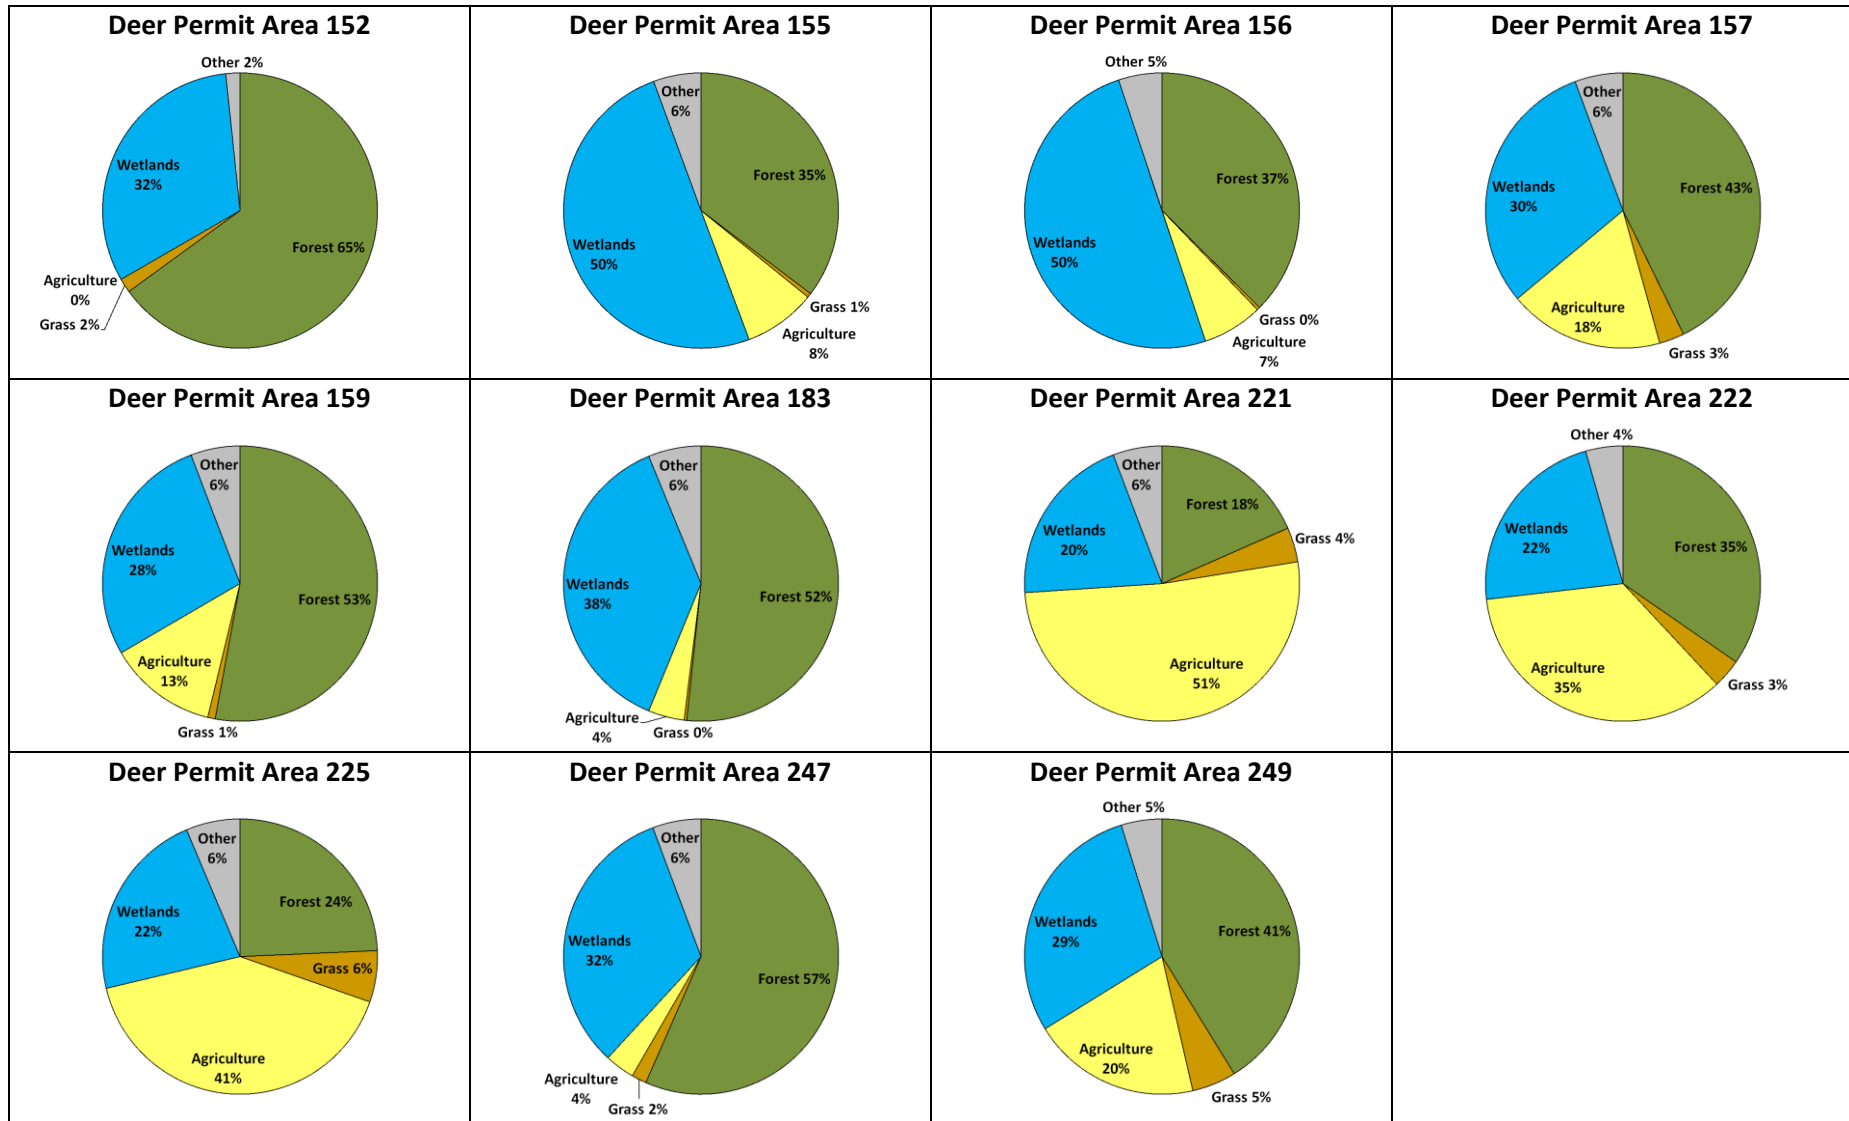 Deer Permit Area 152
Other 2%
Wetlands
32%
Forest 65%
Agriculture
0%
Grass 2%
Deer Permit Area 155
Other
6%
Forest 35%
Wetlands
50%
Grass 1%
Agriculture
8%
Deer Permit Area 156
Other 5%
Forest 37%
Wetlands
50%
Grass 0%
Agriculture
7%
Deer Permit Area 157
Other
6%
Forest 43%
Wetlands
30%
Agriculture
18%
Grass 3%
Deer Permit Area 159
Other
6%
Wetlands
28%
Forest 53%
Agriculture
13%
Grass 1%
Deer Permit Area 183
Other
6%
Wetlands
38%
Forest 52%
Agriculture
4%
Grass 0%
Deer Permit Area 221
Other
6%
Forest 18%
Wetlands
20%
Grass 4%
Agriculture
51%
Deer Permit Area 222
Other 4%
Wetlands
22%
Forest 35%
Agriculture
35%
Grass 3%
Deer Permit Area 225
Other
6%
Forest 24%
Wetlands
22%
Grass 6%
Agriculture
41%
Deer Permit Area 247
Other
6%
Wetlands
32%
Forest 57%
Agriculture
4%
Grass 2%
Deer Permit Area 249
Other 5%
Wetlands
29%
Forest 41%
Agriculture
20%
Grass 5%